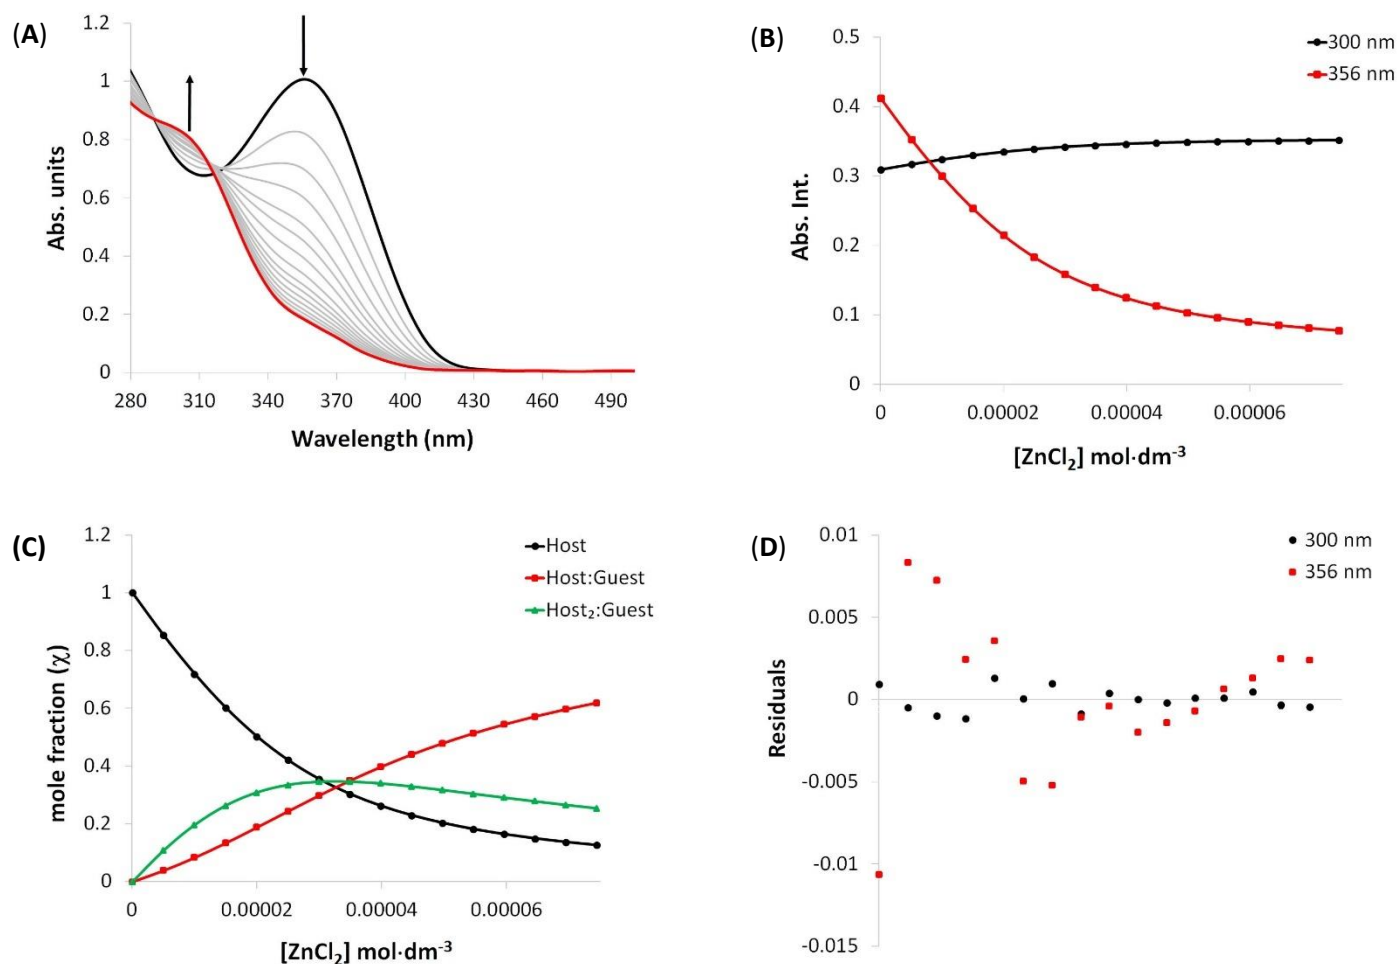 (A)
1.2
1
0.8
0.6
0.4
0.2
0
Abs. units
280 310 340 370 400 430 460 490
Wavelength (nm)
(B)
0.5
0.4
0.3
0.2
0.1
0
Abs. Int.
300 nm
356 nm
0 0.00002 0.00004 0.00006
[ZnCl₂] mol·dm⁻³
(C)
1.2
1
0.8
0.6
0.4
0.2
0
mole fraction (χ)
Host
Host:Guest
Host₂:Guest
0 0.00002 0.00004 0.00006
[ZnCl₂] mol·dm⁻³
(D)
0.01
0.005
0
-0.005
-0.01
-0.015
Residuals
300 nm
356 nm